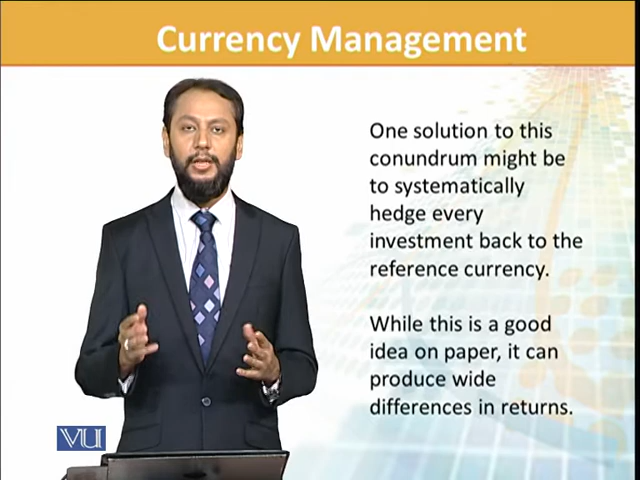 Currency Management
One solution to this
conundrum might be
to systematically
hedge every
investment back to the
reference currency.
While this is a good
idea on paper, it can
produce wide
differences in returns.
VU